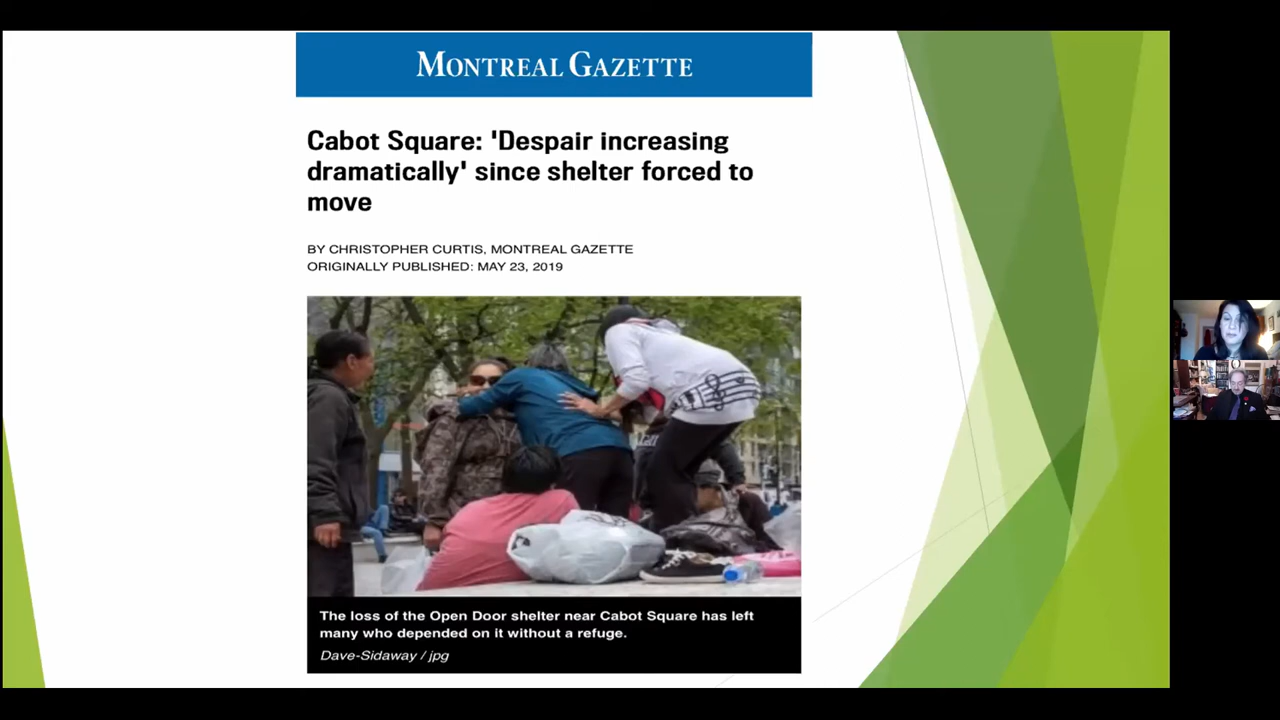 MONTREAL GAZETTE
Cabot Square: 'Despair increasing
dramatically' since shelter forced to
move
BY CHRISTOPHER CURTIS, MONTREAL GAZETTE
ORIGINALLY PUBLISHED: MAY 23, 2019
The loss of the Open Door shelter near Cabot Square has left
many who depended on it without a refuge.
Dave-Sidaway / jpg